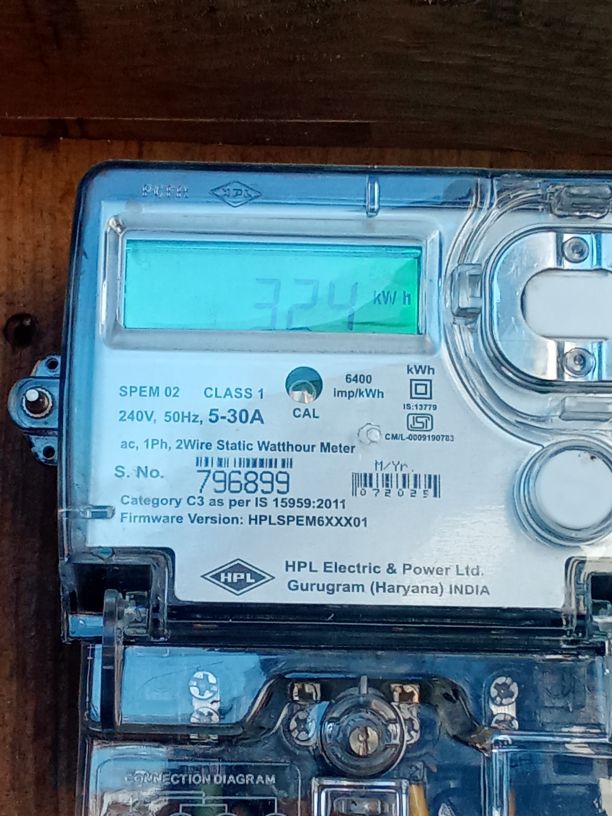 HPL
324 kWh
SPEM 02 CLASS 1
6400 imp/kWh
kWh
IS:13779
CAL
240V, 50Hz, 5-30A
ISI
CM/L-0009190783
ac, 1Ph, 2Wire Static Watthour Meter
M/Yr.
S. No. 796899
072025
Category C3 as per IS 15959:2011
Firmware Version: HPLSPEM6XXX01
HPL
HPL Electric & Power Ltd.
Gurugram (Haryana) INDIA
CONNECTION DIAGRAM